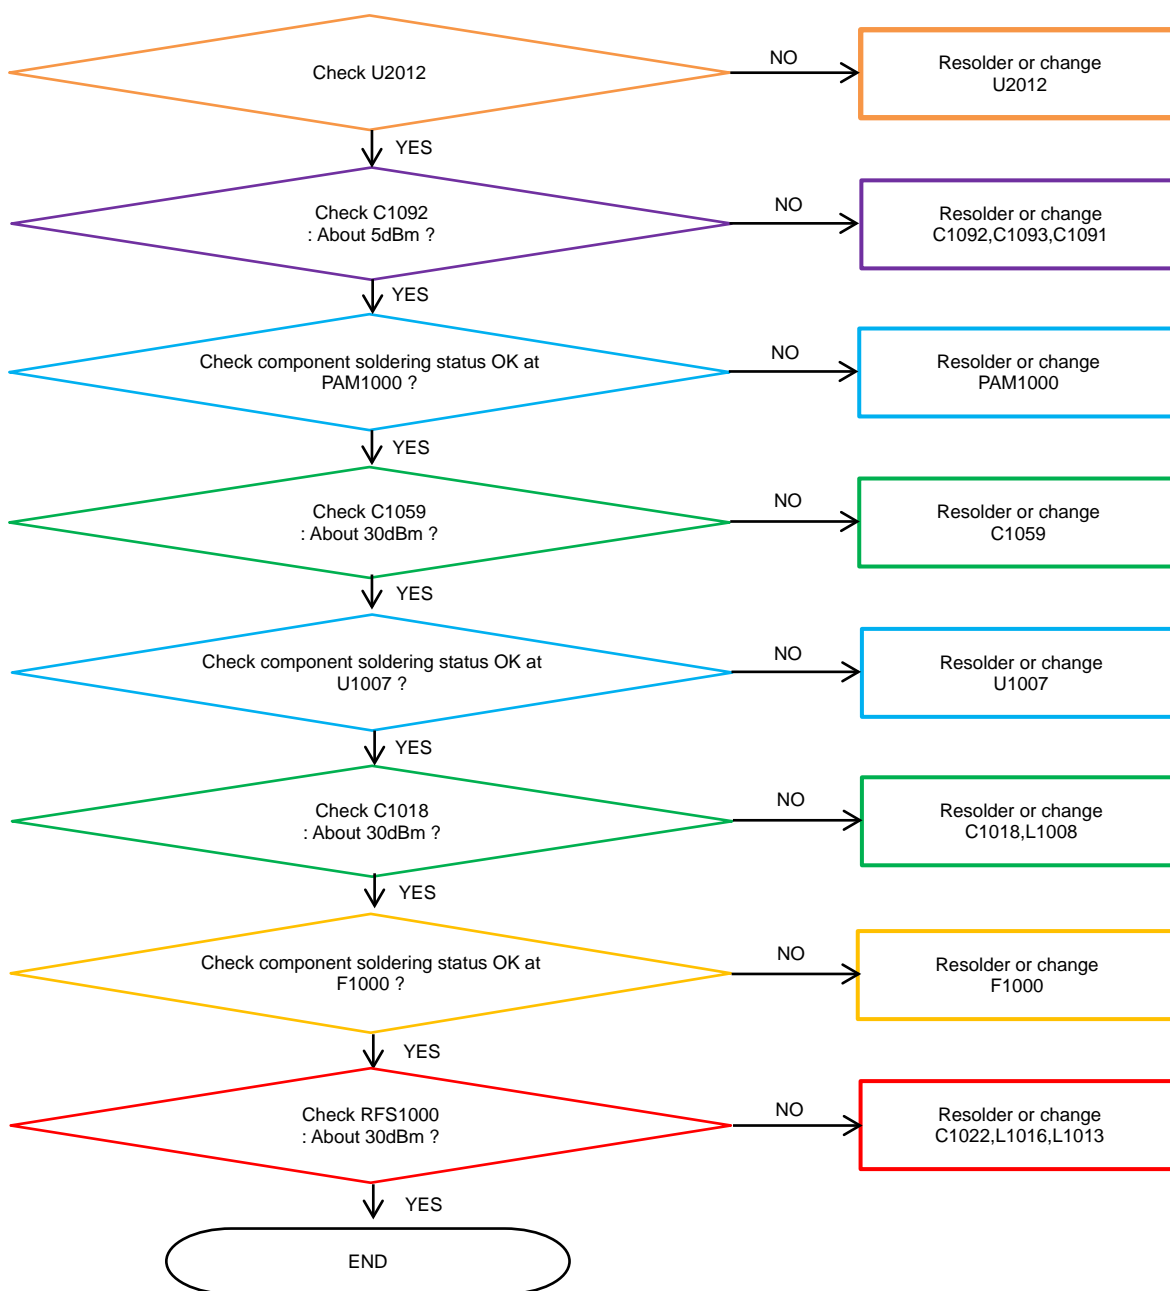 Check U2012
NO
Resolder or change
U2012
YES
Check C1092
: About 5dBm ?
NO
Resolder or change
C1092,C1093,C1091
YES
Check component soldering status OK at
PAM1000 ?
NO
Resolder or change
PAM1000
YES
Check C1059
: About 30dBm ?
NO
Resolder or change
C1059
YES
Check component soldering status OK at
U1007 ?
NO
Resolder or change
U1007
YES
Check C1018
: About 30dBm ?
NO
Resolder or change
C1018,L1008
YES
Check component soldering status OK at
F1000 ?
NO
Resolder or change
F1000
YES
Check RFS1000
: About 30dBm ?
NO
Resolder or change
C1022,L1016,L1013
YES
END